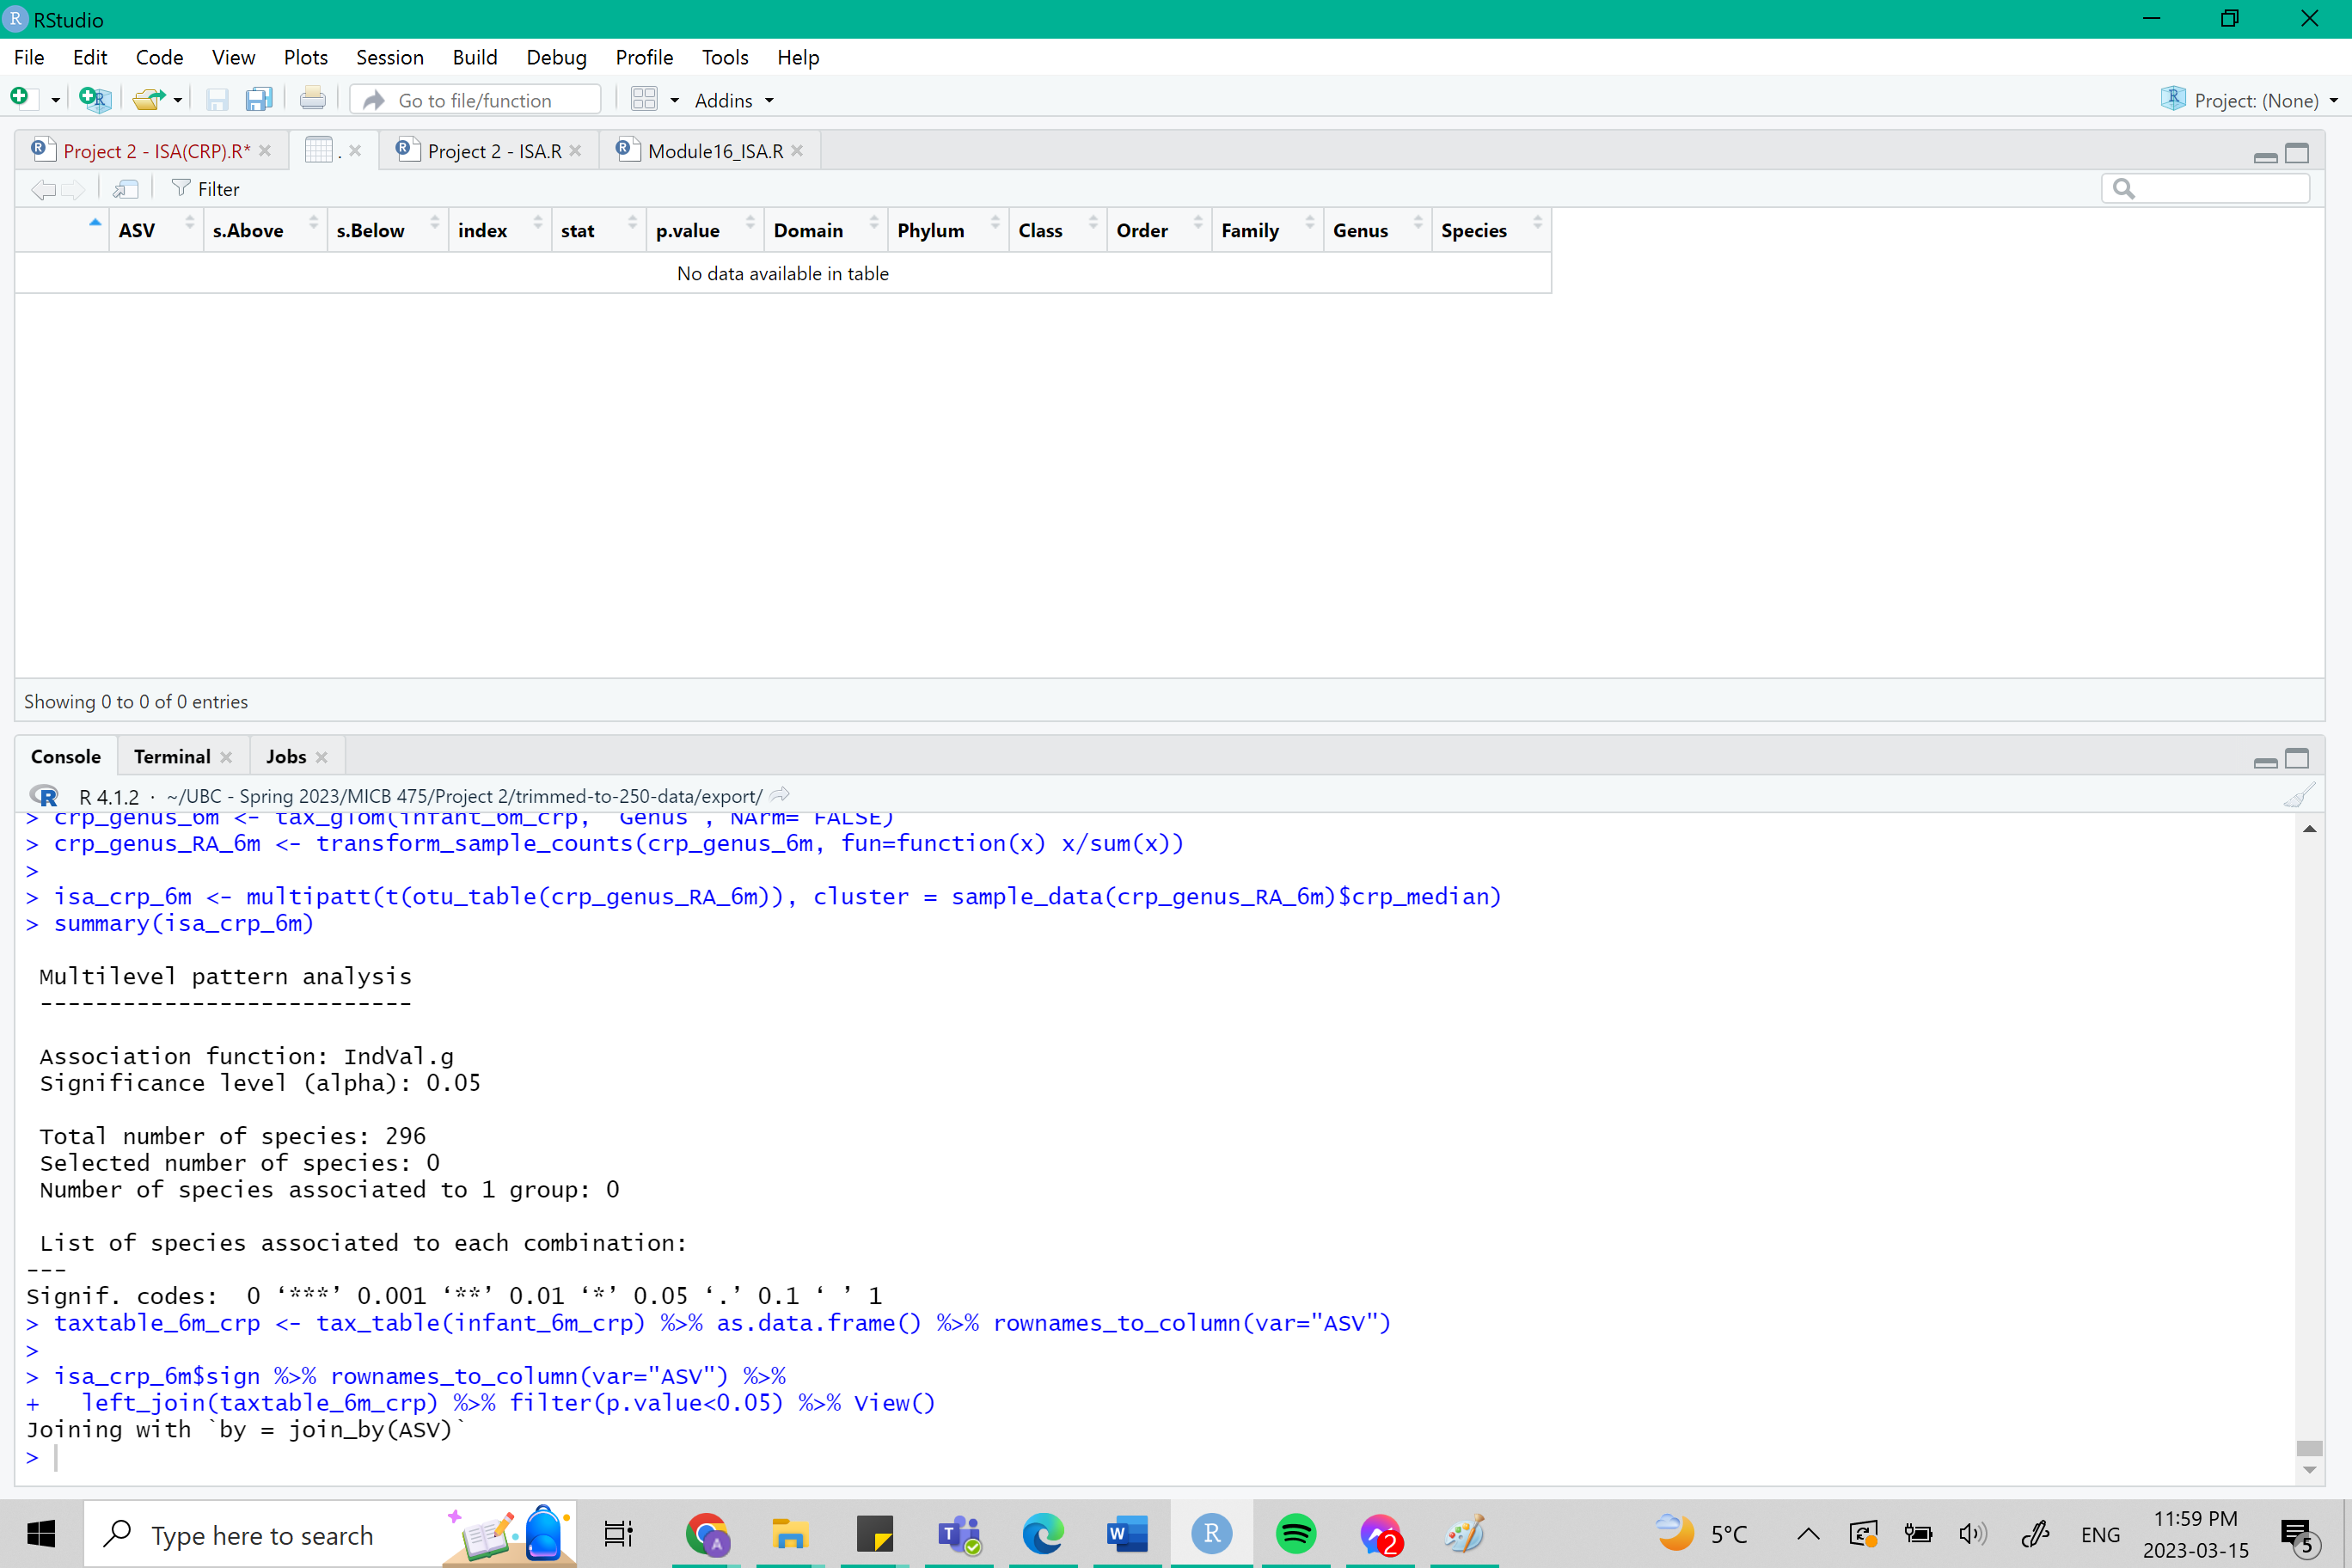 RStudio
File Edit Code View Plots Session Build Debug Profile Tools Help
Go to file/function Addins Project: (None)
Project 2 - ISA(CRP).R* . Project 2 - ISA.R Module16_ISA.R
Filter
ASV s.Above s.Below index stat p.value Domain Phylum Class Order Family Genus Species
No data available in table
Showing 0 to 0 of 0 entries
Console Terminal Jobs
R 4.1.2 · ~/UBC - Spring 2023/MICB 475/Project 2/trimmed-to-250-data/export/
> crp_genus_6m <- tax_glom(infant_6m_crp, "Genus", NArm= FALSE)
> crp_genus_RA_6m <- transform_sample_counts(crp_genus_6m, fun=function(x) x/sum(x))
>
> isa_crp_6m <- multipatt(t(otu_table(crp_genus_RA_6m)), cluster = sample_data(crp_genus_RA_6m)$crp_median)
> summary(isa_crp_6m)
Multilevel pattern analysis
---------------------------
Association function: IndVal.g
Significance level (alpha): 0.05
Total number of species: 296
Selected number of species: 0
Number of species associated to 1 group: 0
List of species associated to each combination:
---
Signif. codes:  0 ‘***’ 0.001 ‘**’ 0.01 ‘*’ 0.05 ‘.’ 0.1 ‘ ’ 1
> taxtable_6m_crp <- tax_table(infant_6m_crp) %>% as.data.frame() %>% rownames_to_column(var="ASV")
>
> isa_crp_6m$sign %>% rownames_to_column(var="ASV") %>%
+   left_join(taxtable_6m_crp) %>% filter(p.value<0.05) %>% View()
Joining with `by = join_by(ASV)`
>
Type here to search 5°C ENG 11:59 PM
2023-03-15